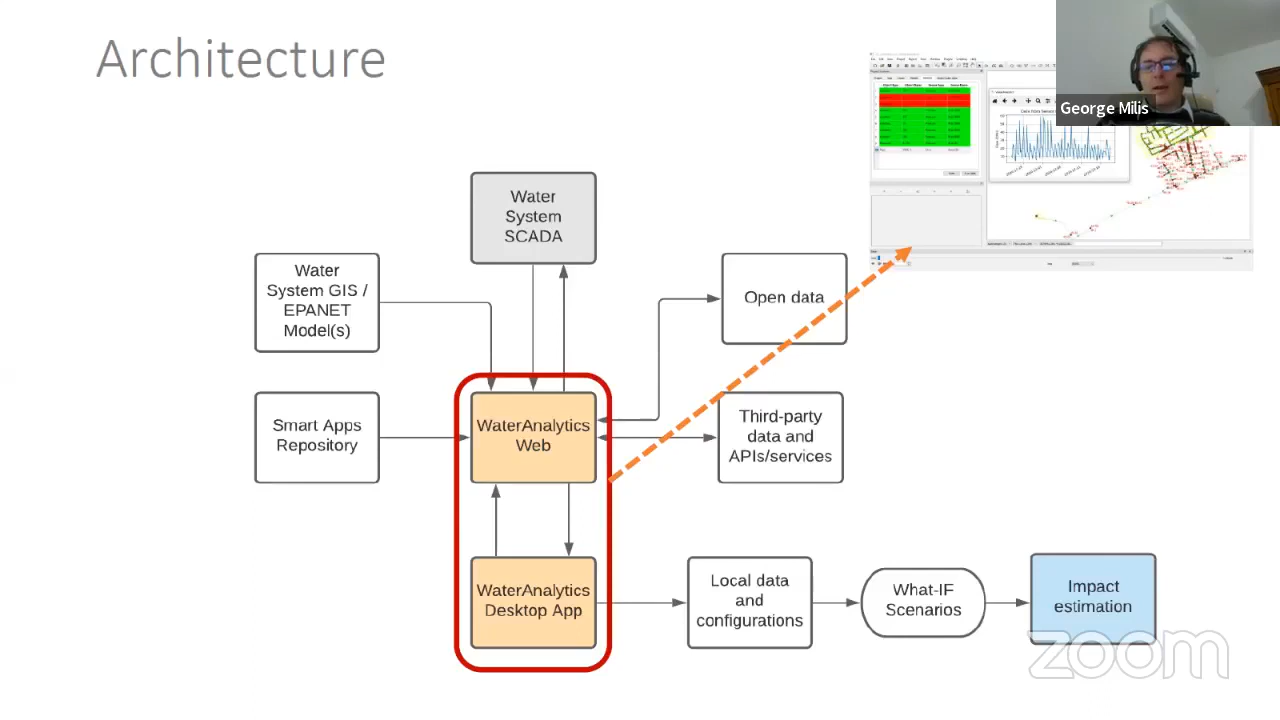 Architecture
George Milis
Water
System
SCADA
Water
System GIS /
EPANET
Model(s)
Open data
Smart Apps
Repository
WaterAnalytics
Web
Third-party
data and
APIs/services
WaterAnalytics
Desktop App
Local data
and
configurations
What-IF
Scenarios
Impact
estimation
zoom